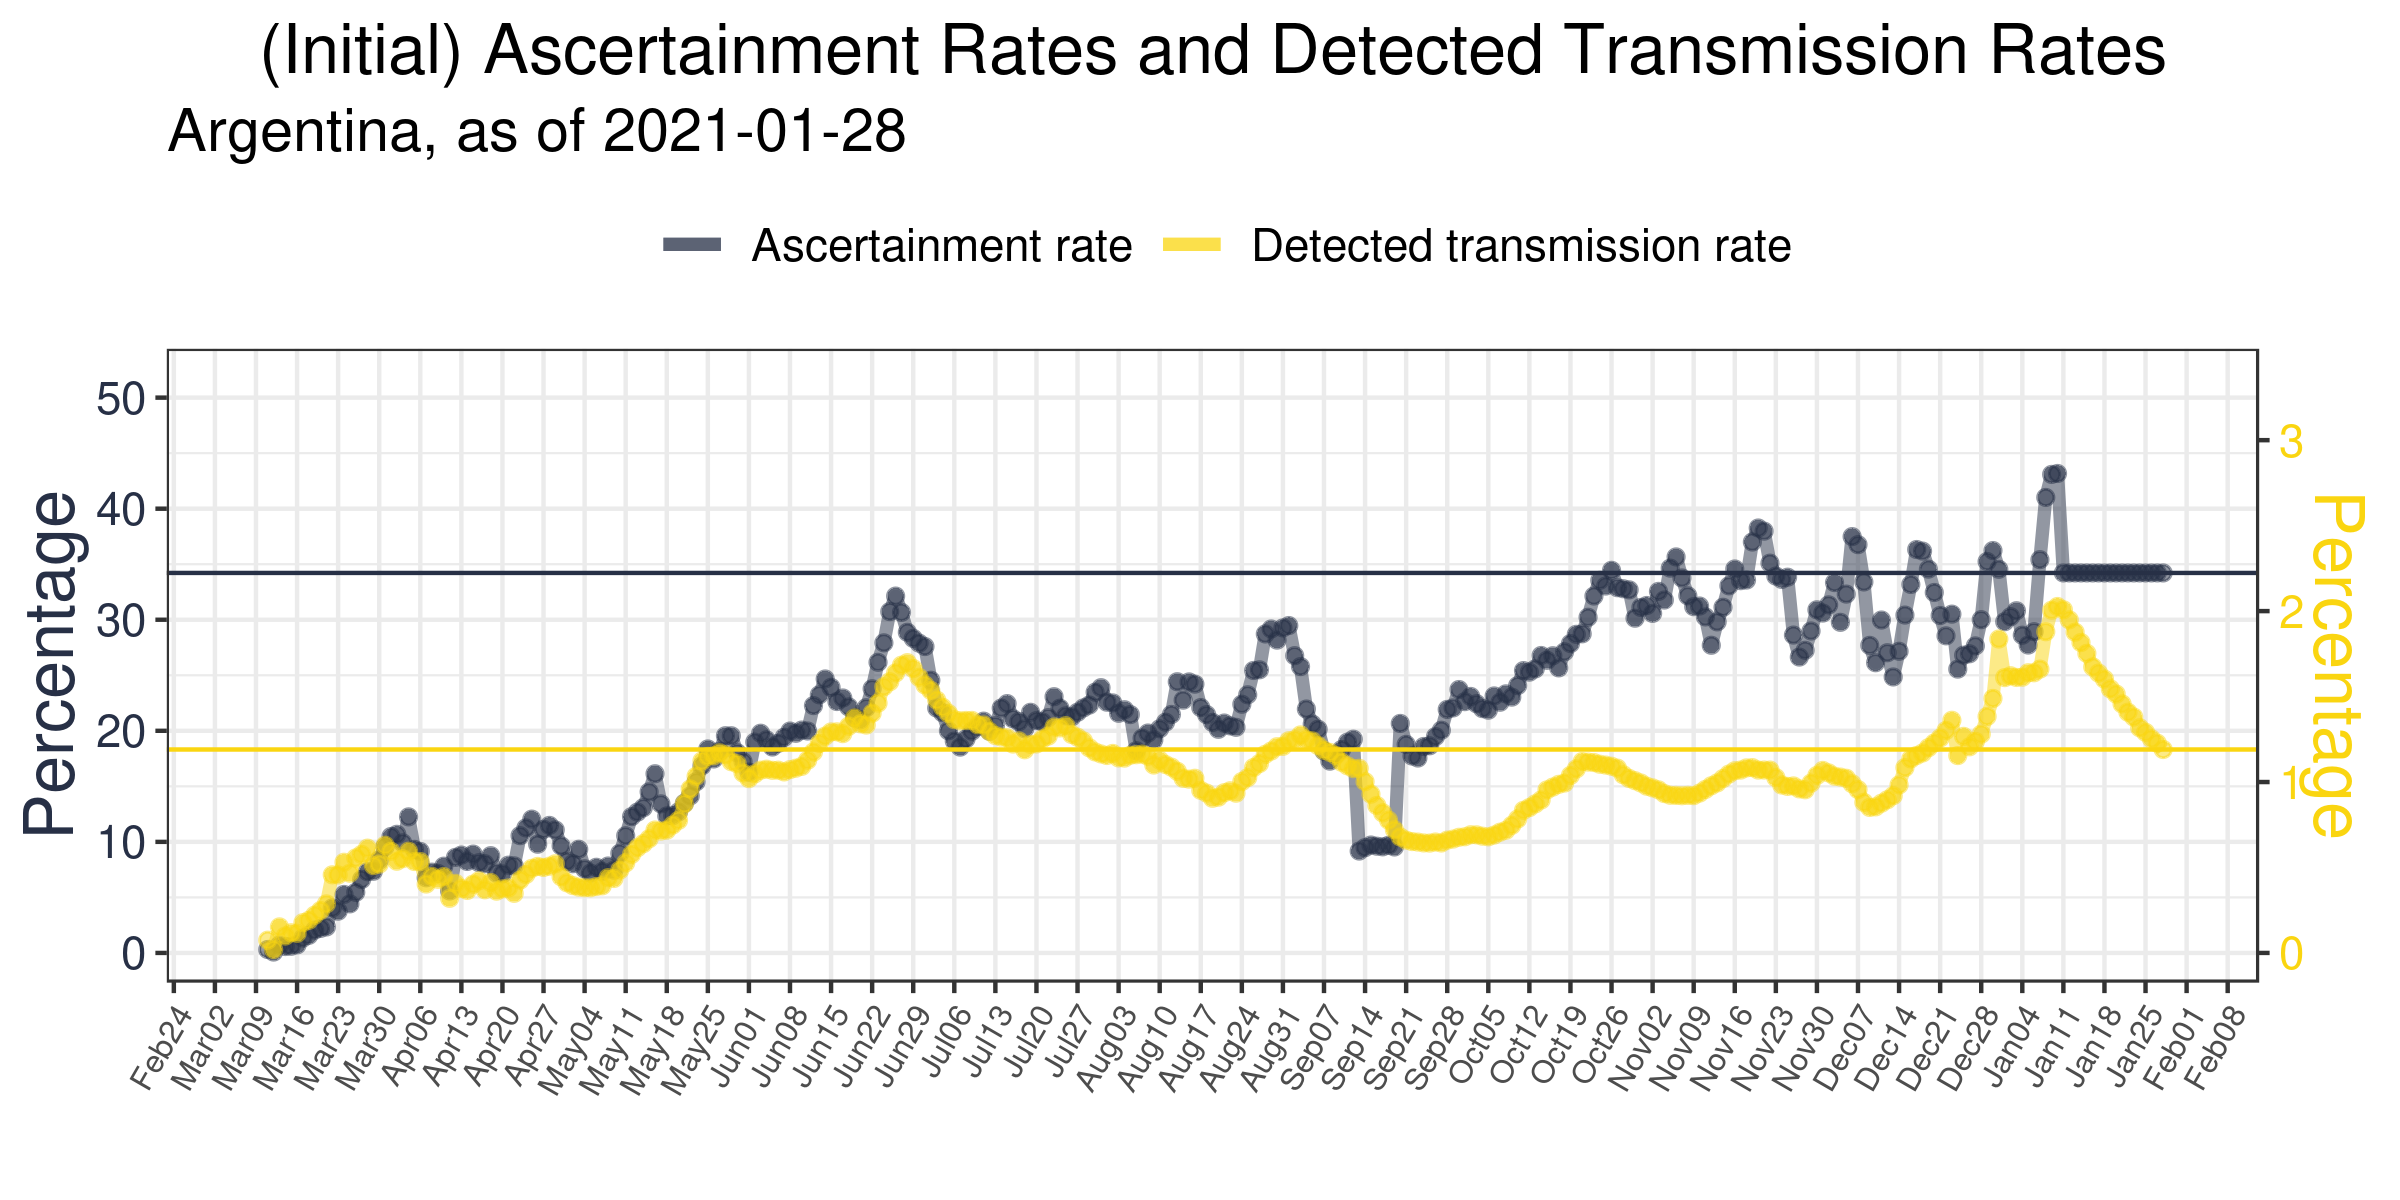 (Initial) Ascertainment Rates and Detected Transmission Rates
Argentina, as of 2021-01-28
Ascertainment rate
Detected transmission rate
Percentage
50
40
30
20
10
0
3
2
1
0
Percentage
Feb24
Mar02
Mar09
Mar16
Mar23
Mar30
Apr06
Apr13
Apr20
Apr27
May04
May11
May18
May25
Jun01
Jun08
Jun15
Jun22
Jun29
Jul06
Jul13
Jul20
Jul27
Aug03
Aug10
Aug17
Aug24
Aug31
Sep07
Sep14
Sep21
Sep28
Oct05
Oct12
Oct19
Oct26
Nov02
Nov09
Nov16
Nov23
Nov30
Dec07
Dec14
Dec21
Dec28
Jan04
Jan11
Jan18
Jan25
Feb01
Feb08